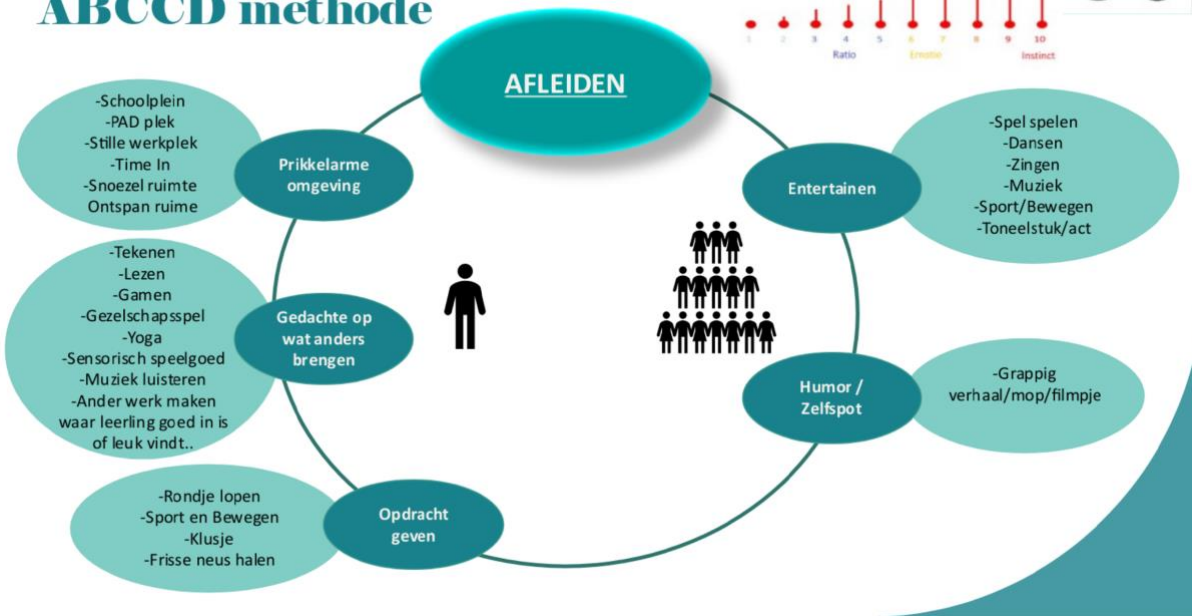 ABCCD methode
AFLEIDEN
1 2 3 4 5 6 7 8 9 10
Ratio Emotie Instinct
-Schoolplein
-PAD plek
-Stille werkplek
-Time In
-Snoezel ruimte
Ontspan ruime
Prikkelarme
omgeving
-Tekenen
-Lezen
-Gamen
-Gezelschapsspel
-Yoga
-Sensorisch speelgoed
-Muziek luisteren
-Ander werk maken
waar leerling goed in is
of leuk vindt..
Gedachte op
wat anders
brengen
-Rondje lopen
-Sport en Bewegen
-Klusje
-Frisse neus halen
Opdracht
geven
Entertainen
-Spel spelen
-Dansen
-Zingen
-Muziek
-Sport/Bewegen
-Toneelstuk/act
Humor /
Zelfspot
-Grappig
verhaal/mop/filmpje